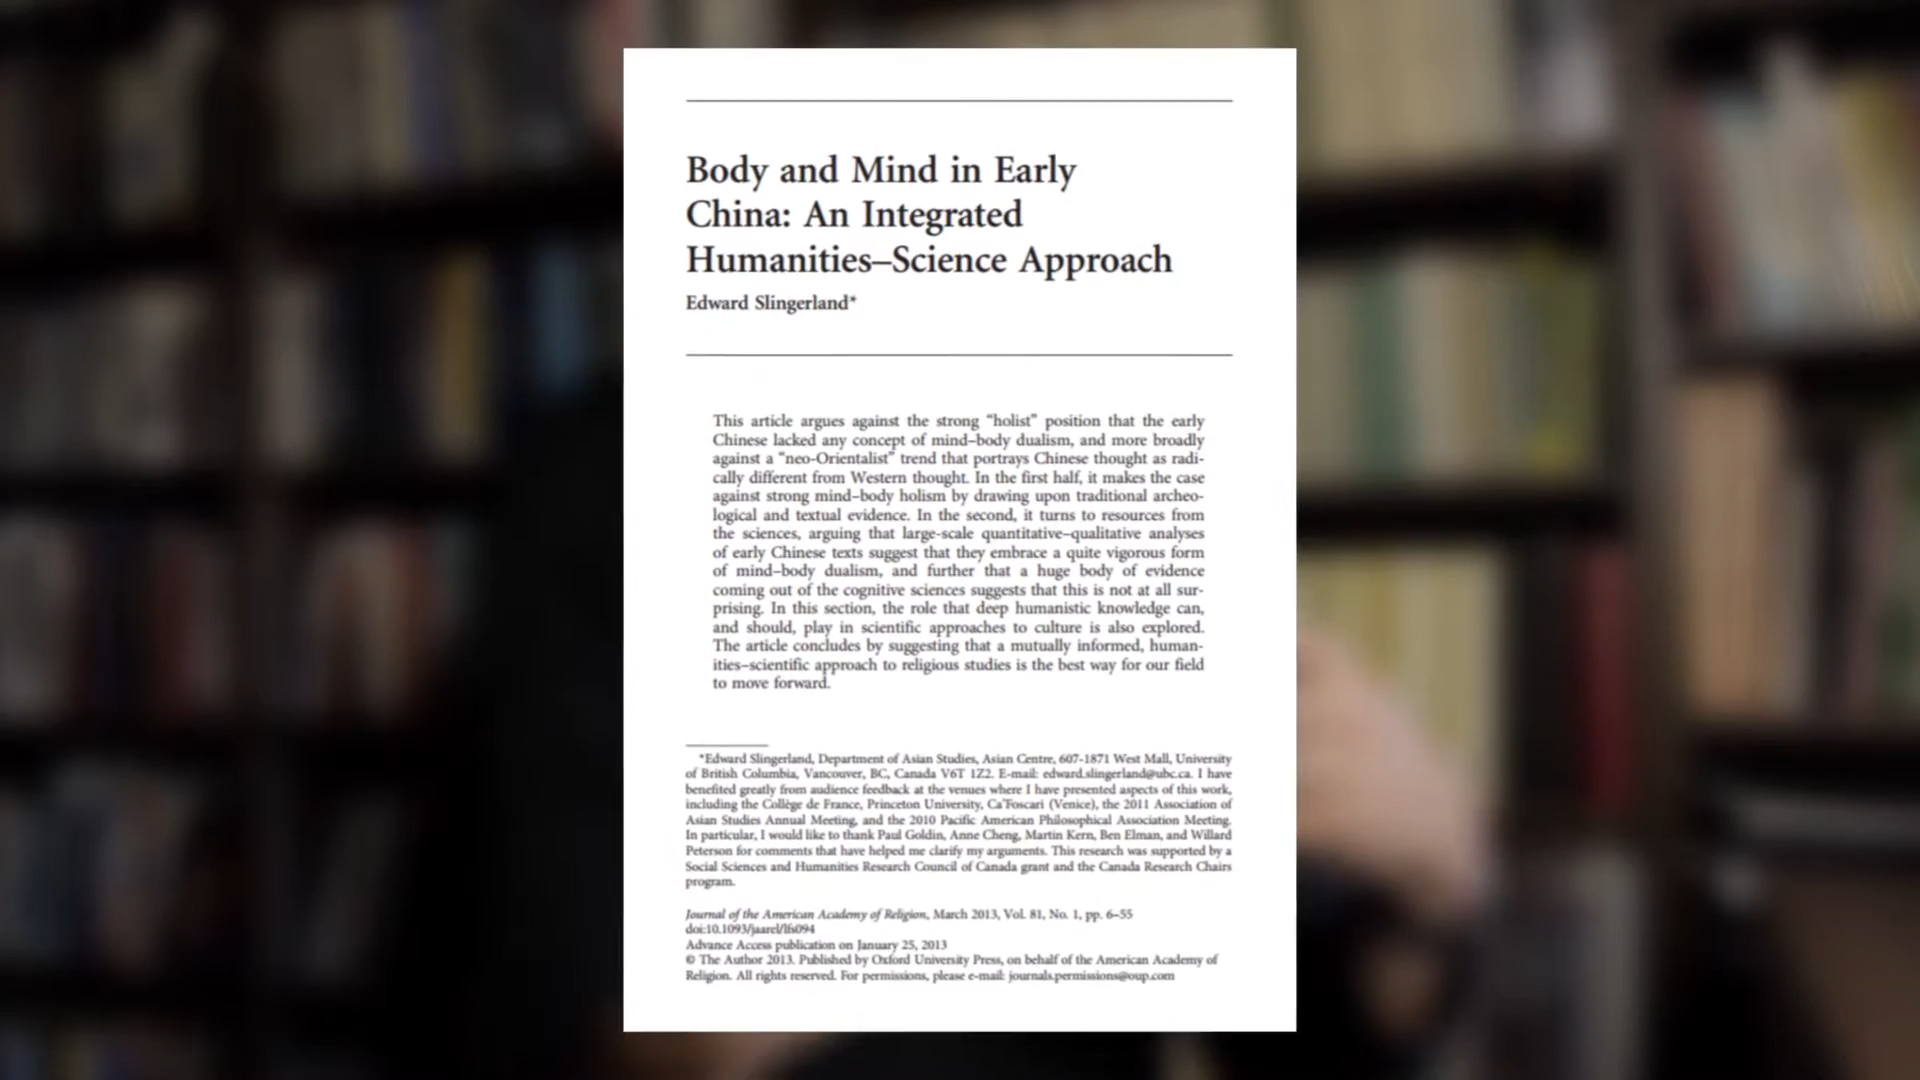 Body and Mind in Early
China: An Integrated
Humanities–Science Approach
Edward Slingerland*
This article argues against the strong “holist” position that the early
Chinese lacked any concept of mind–body dualism, and more broadly
against a “neo-Orientalist” trend that portrays Chinese thought as radi-
cally different from Western thought. In the first half, it makes the case
against strong mind–body holism by drawing upon traditional archeo-
logical and textual evidence. In the second, it turns to resources from
the sciences, arguing that large-scale quantitative–qualitative analyses
of early Chinese texts suggest that they embrace a quite vigorous form
of mind–body dualism, and further that a huge body of evidence
coming out of the cognitive sciences suggests that this is not at all sur-
prising. In this section, the role that deep humanistic knowledge can,
and should, play in scientific approaches to culture is also explored.
The article concludes by suggesting that a mutually informed, human-
ities–scientific approach to religious studies is the best way for our field
to move forward.
*Edward Slingerland, Department of Asian Studies, Asian Centre, 607-1871 West Mall, University
of British Columbia, Vancouver, BC, Canada V6T 1Z2. E-mail: edward.slingerland@ubc.ca. I have
benefited greatly from audience feedback at the venues where I have presented aspects of this work,
including the Collège de France, Princeton University, Ca’Foscari (Venice), the 2011 Association of
Asian Studies Annual Meeting, and the 2010 Pacific American Philosophical Association Meeting.
In particular, I would like to thank Paul Goldin, Anne Cheng, Martin Kern, Ben Elman, and Willard
Peterson for comments that have helped me clarify my arguments. This research was supported by a
Social Sciences and Humanities Research Council of Canada grant and the Canada Research Chairs
program.
Journal of the American Academy of Religion, March 2013, Vol. 81, No. 1, pp. 6–55
doi:10.1093/jaarel/lfs094
Advance Access publication on January 25, 2013
© The Author 2013. Published by Oxford University Press, on behalf of the American Academy of
Religion. All rights reserved. For permissions, please e-mail: journals.permissions@oup.com